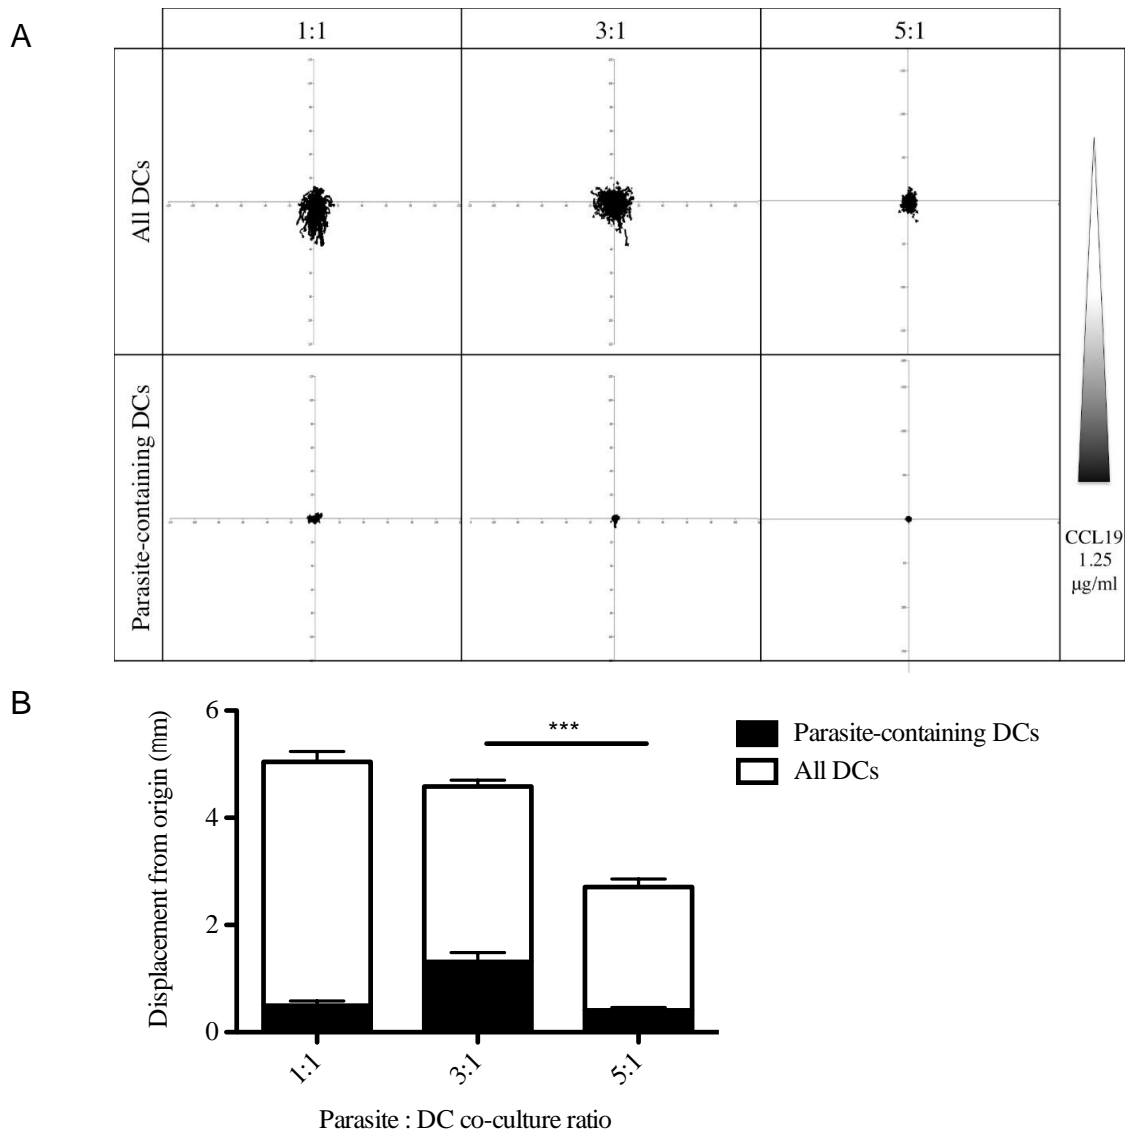 A
1:1 3:1 5:1
All DCs
Parasite-containing DCs
CCL19
1.25
μg/ml
B
Displacement from origin (mm)
6
4
2
0
***
Parasite-containing DCs
All DCs
1:1 3:1 5:1
Parasite : DC co-culture ratio